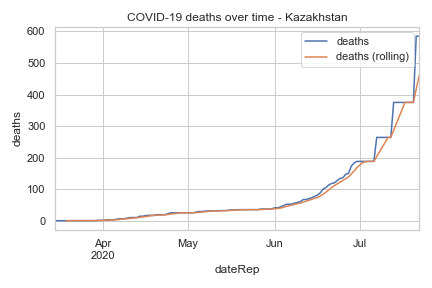 COVID-19 deaths over time - Kazakhstan
deaths
deaths (rolling)
600
500
400
300
200
100
0
deaths
Apr
2020
May
Jun
Jul
dateRep